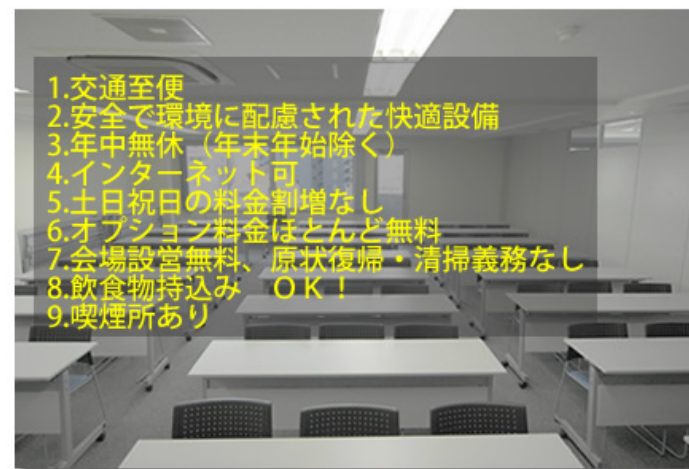 1.交通至便
2.安全で環境に配慮された快適設備
3.年中無休（年末年始除く）
4.インターネット可
5.土日祝日の料金割増なし
6.オプション料金ほとんど無料
7.会場設営無料、原状復帰・清掃義務なし
8.飲食物持込み　ＯＫ！
9.喫煙所あり